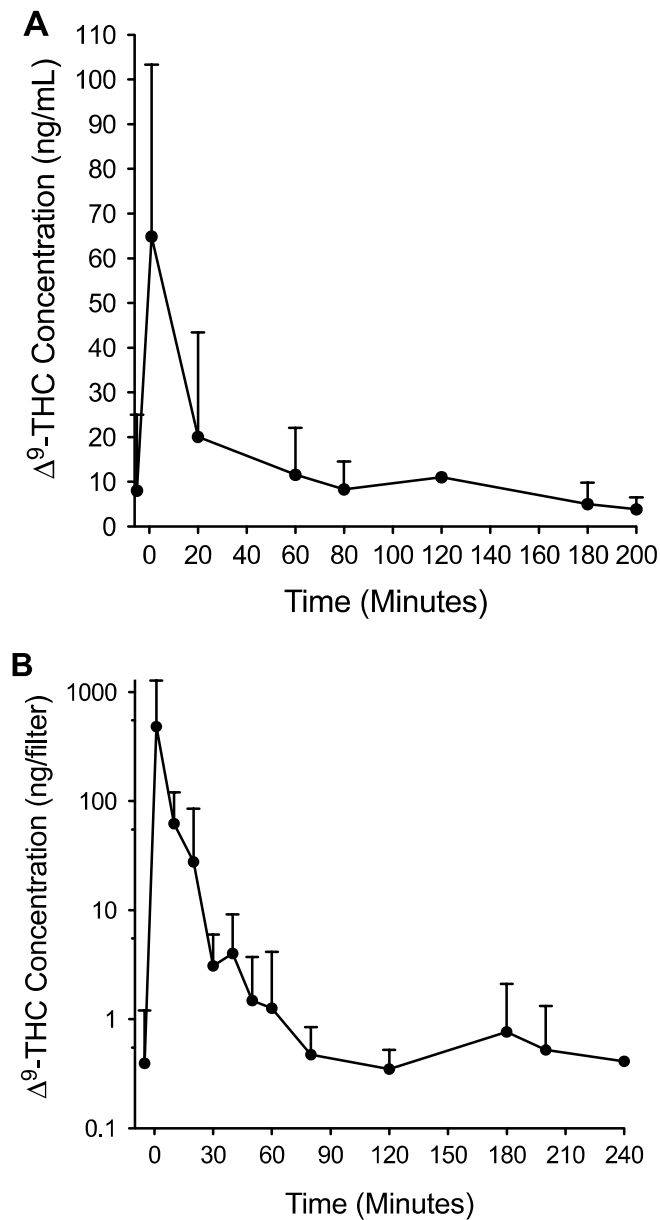 A
Δ⁹-THC Concentration (ng/mL)
110
100
90
80
70
60
50
40
30
20
10
0
0 20 40 60 80 100 120 140 160 180 200
Time (Minutes)
B
Δ⁹-THC Concentration (ng/filter)
1000
100
10
1
0.1
0 30 60 90 120 150 180 210 240
Time (Minutes)